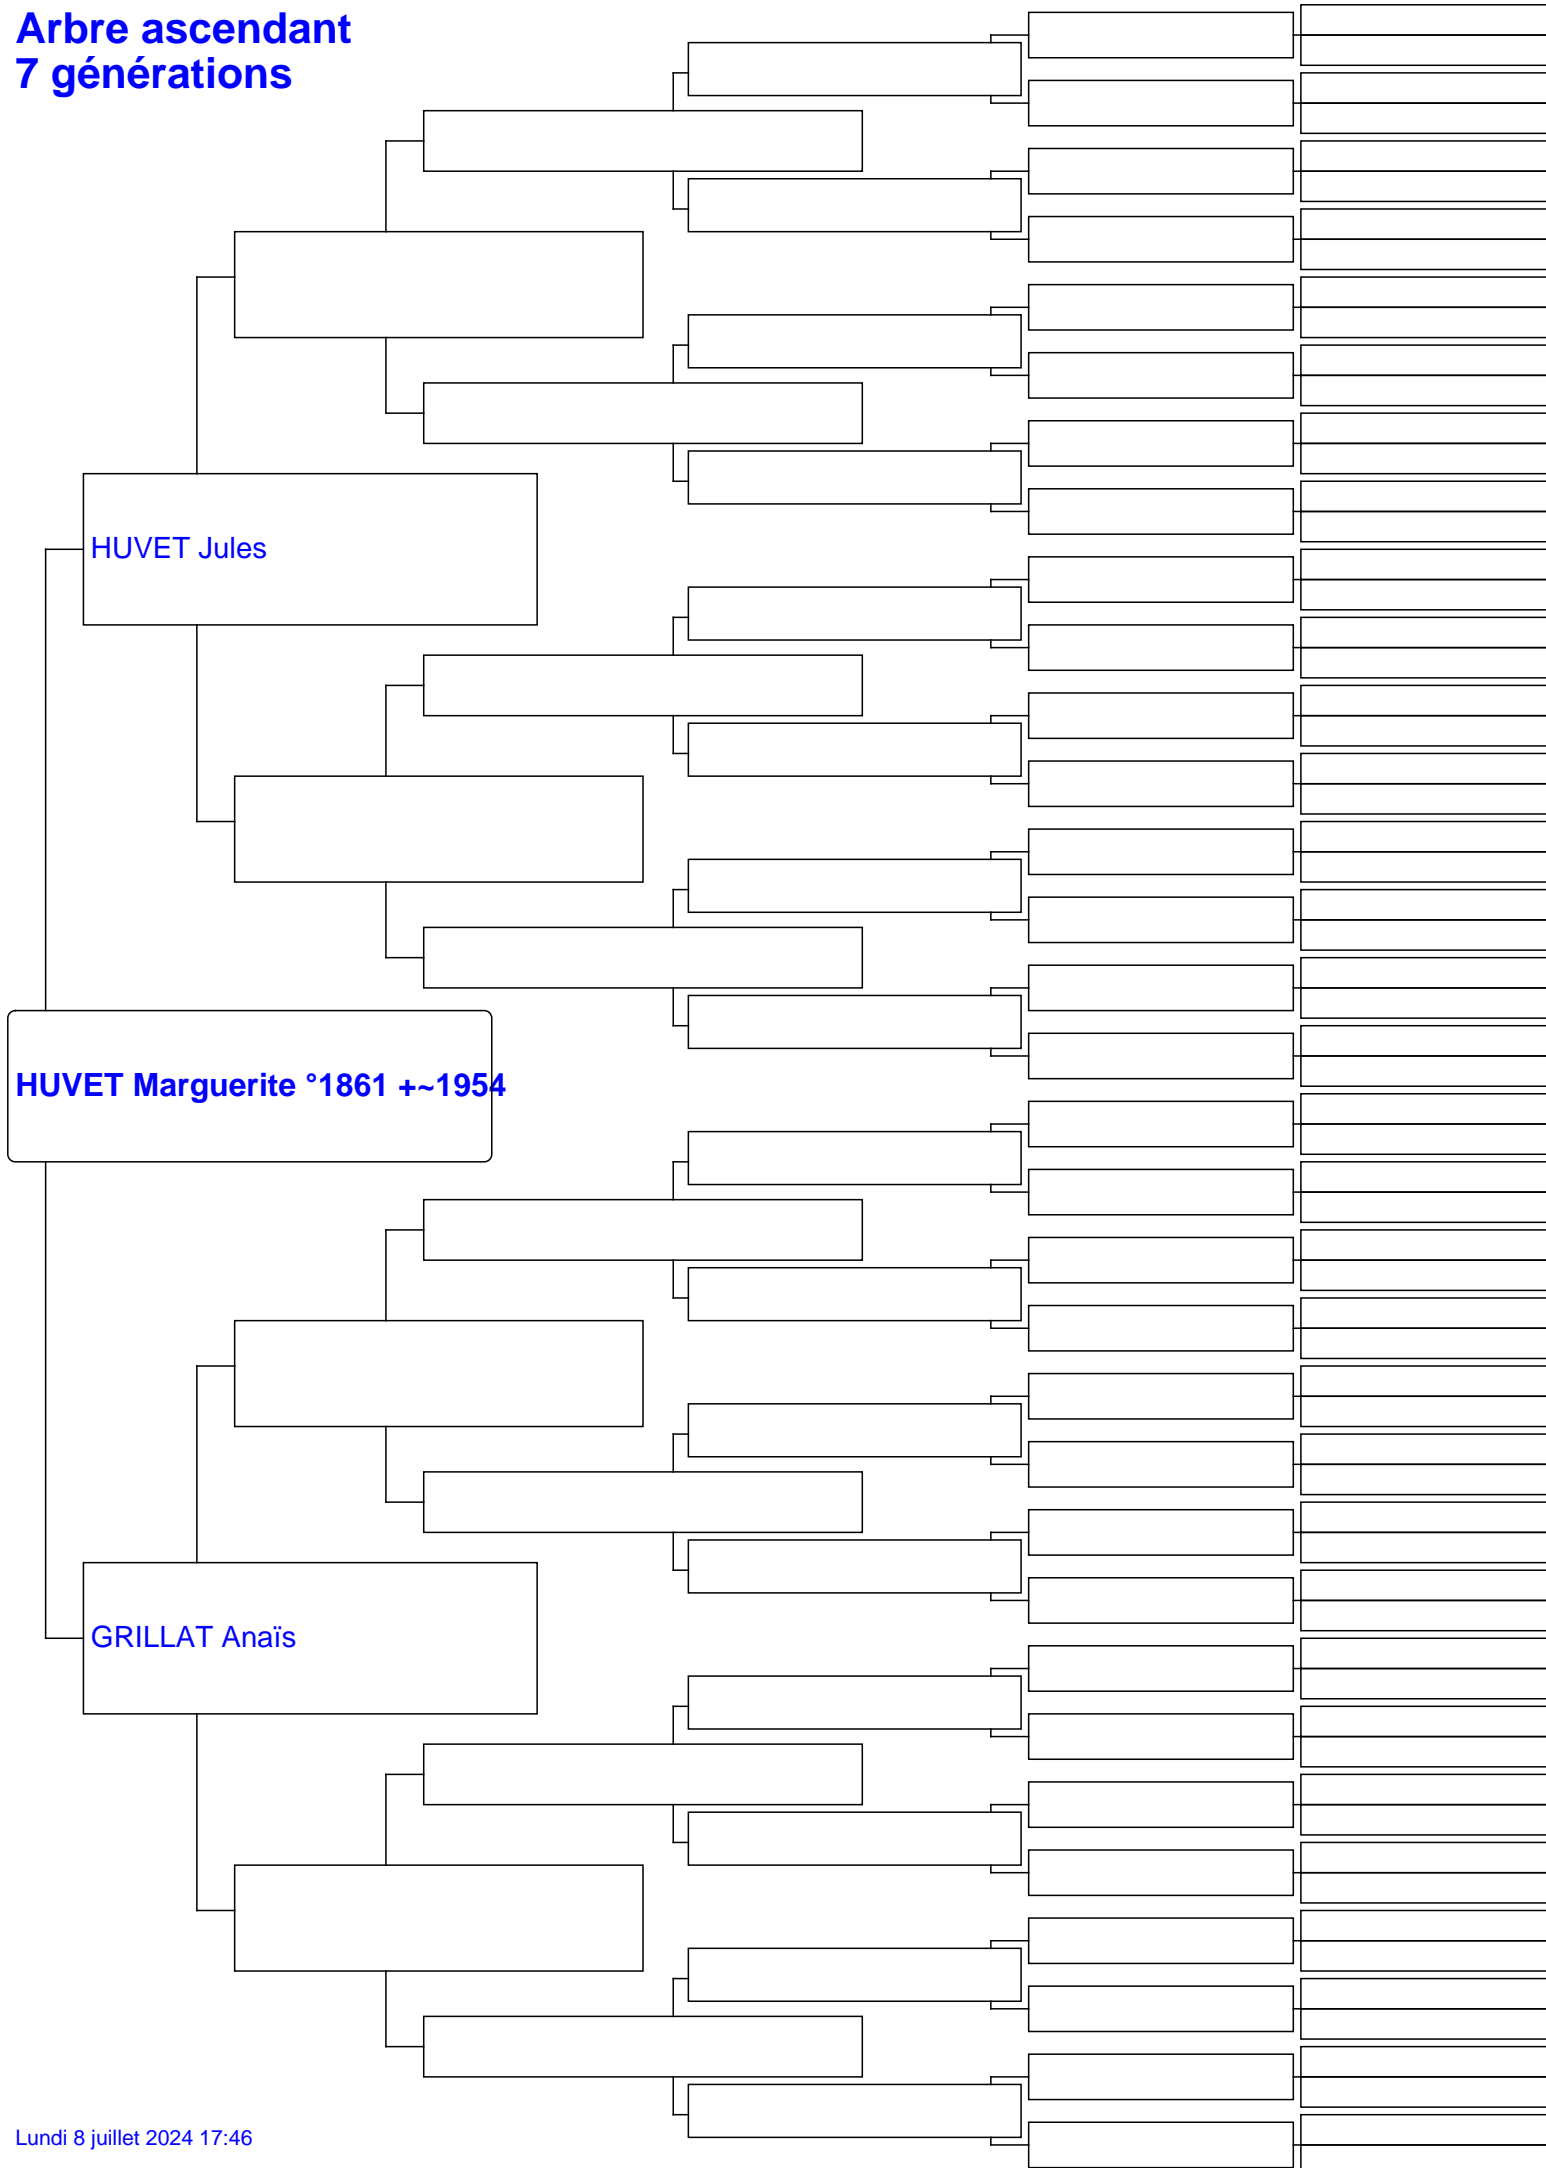 Arbre ascendant
7 générations
HUVET Jules
HUVET Marguerite °1861 +~1954
GRILLAT Anaïs
Lundi 8 juillet 2024 17:46